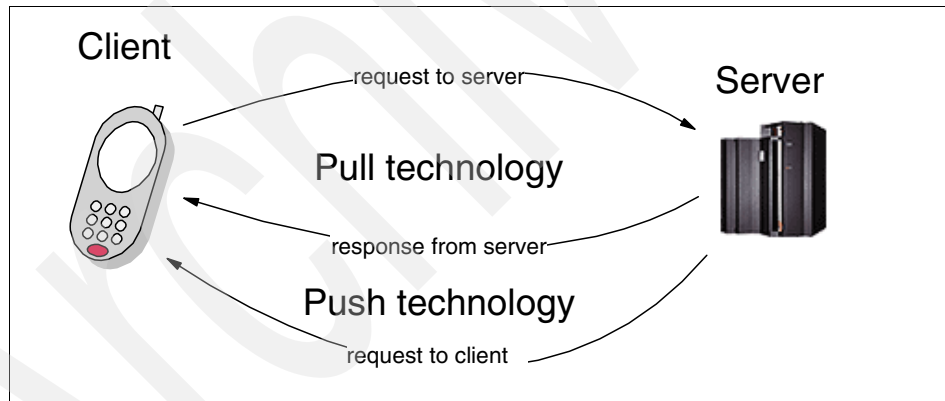 Client
request to server
Server
Pull technology
response from server
Push technology
request to client